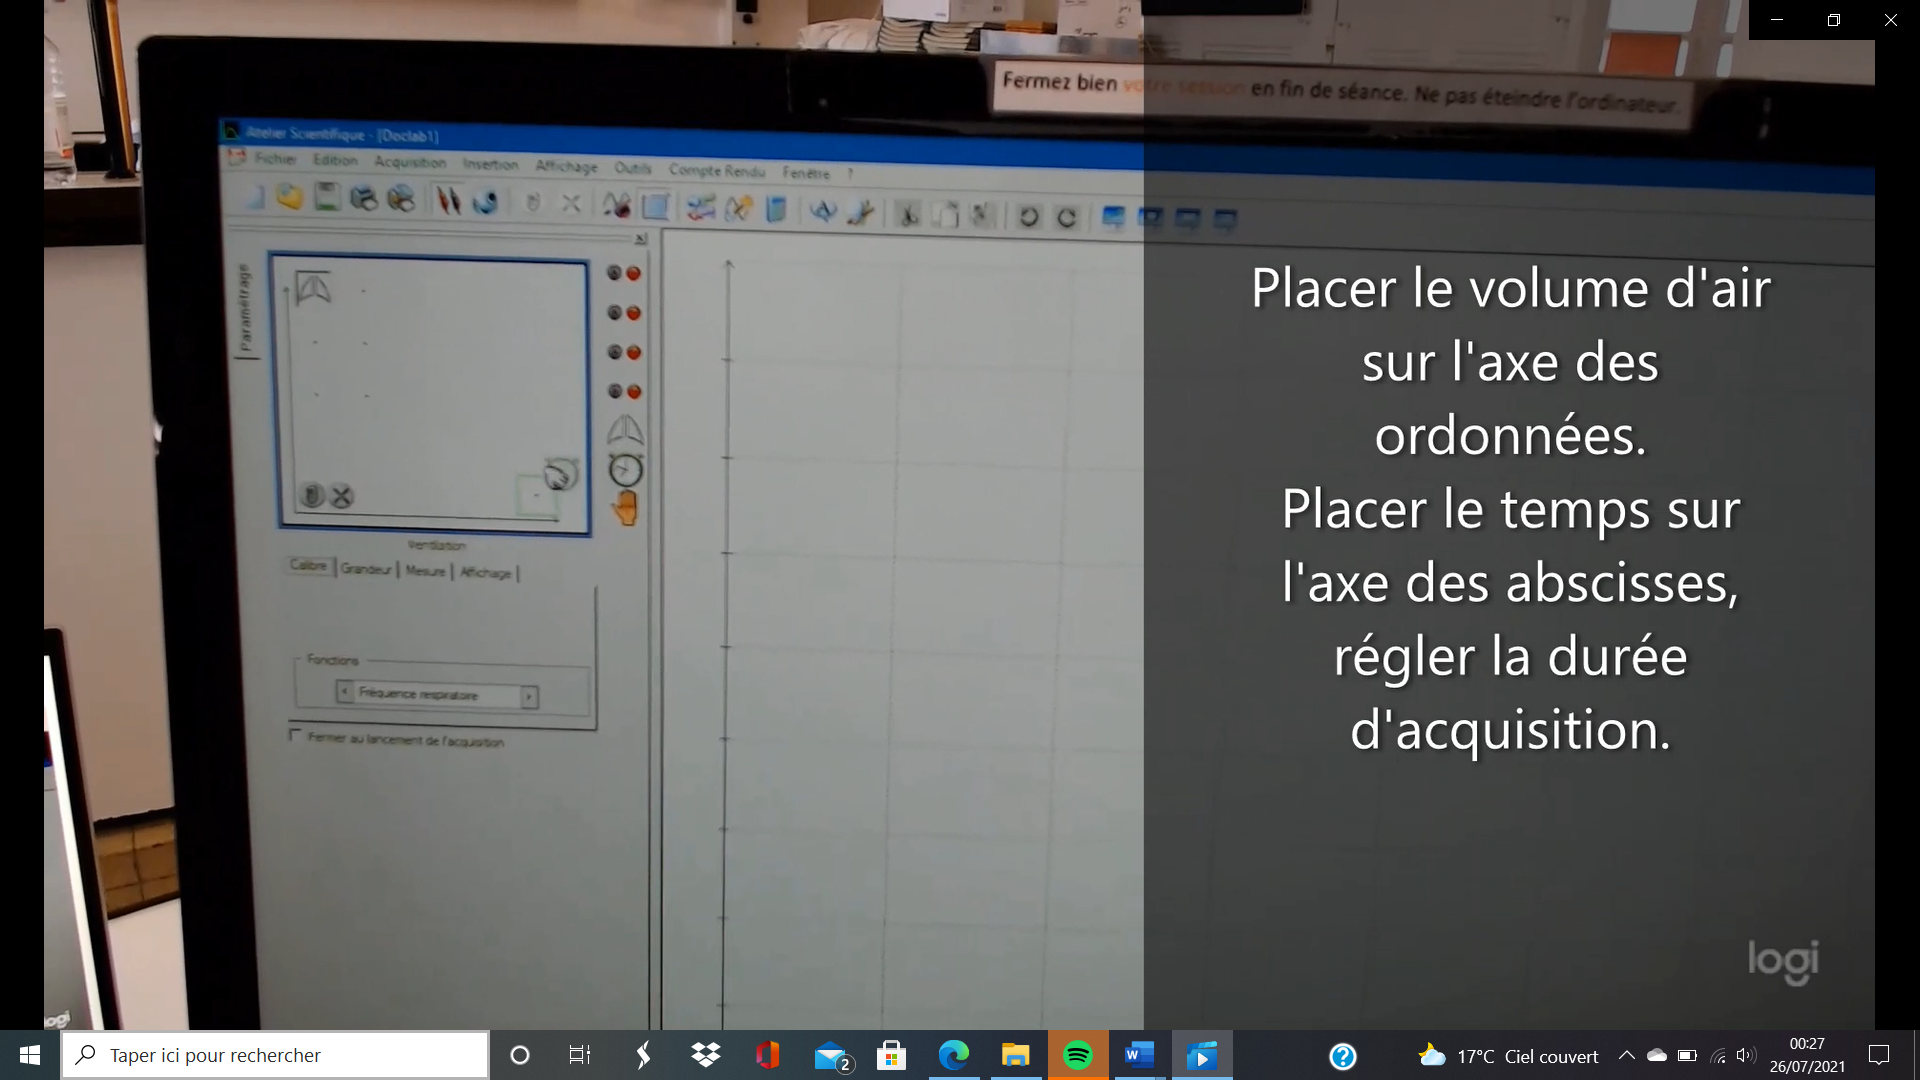 Fermez bien votre session en fin de séance. Ne pas éteindre l'ordinateur.
Atelier Scientifique - [Doclab1]
Fichier Edition Acquisition Insertion Affichage Outils Compte Rendu Fenêtre ?
Paramétrage
Ventilation
Calibre Grandeur Mesure Affichage
Fonctions
Fréquence respiratoire
Fermer au lancement de l'acquisition
Placer le volume d'air
sur l'axe des
ordonnées.
Placer le temps sur
l'axe des abscisses,
régler la durée
d'acquisition.
logi
logi
Taper ici pour rechercher
2
17°C Ciel couvert
00:27
26/07/2021